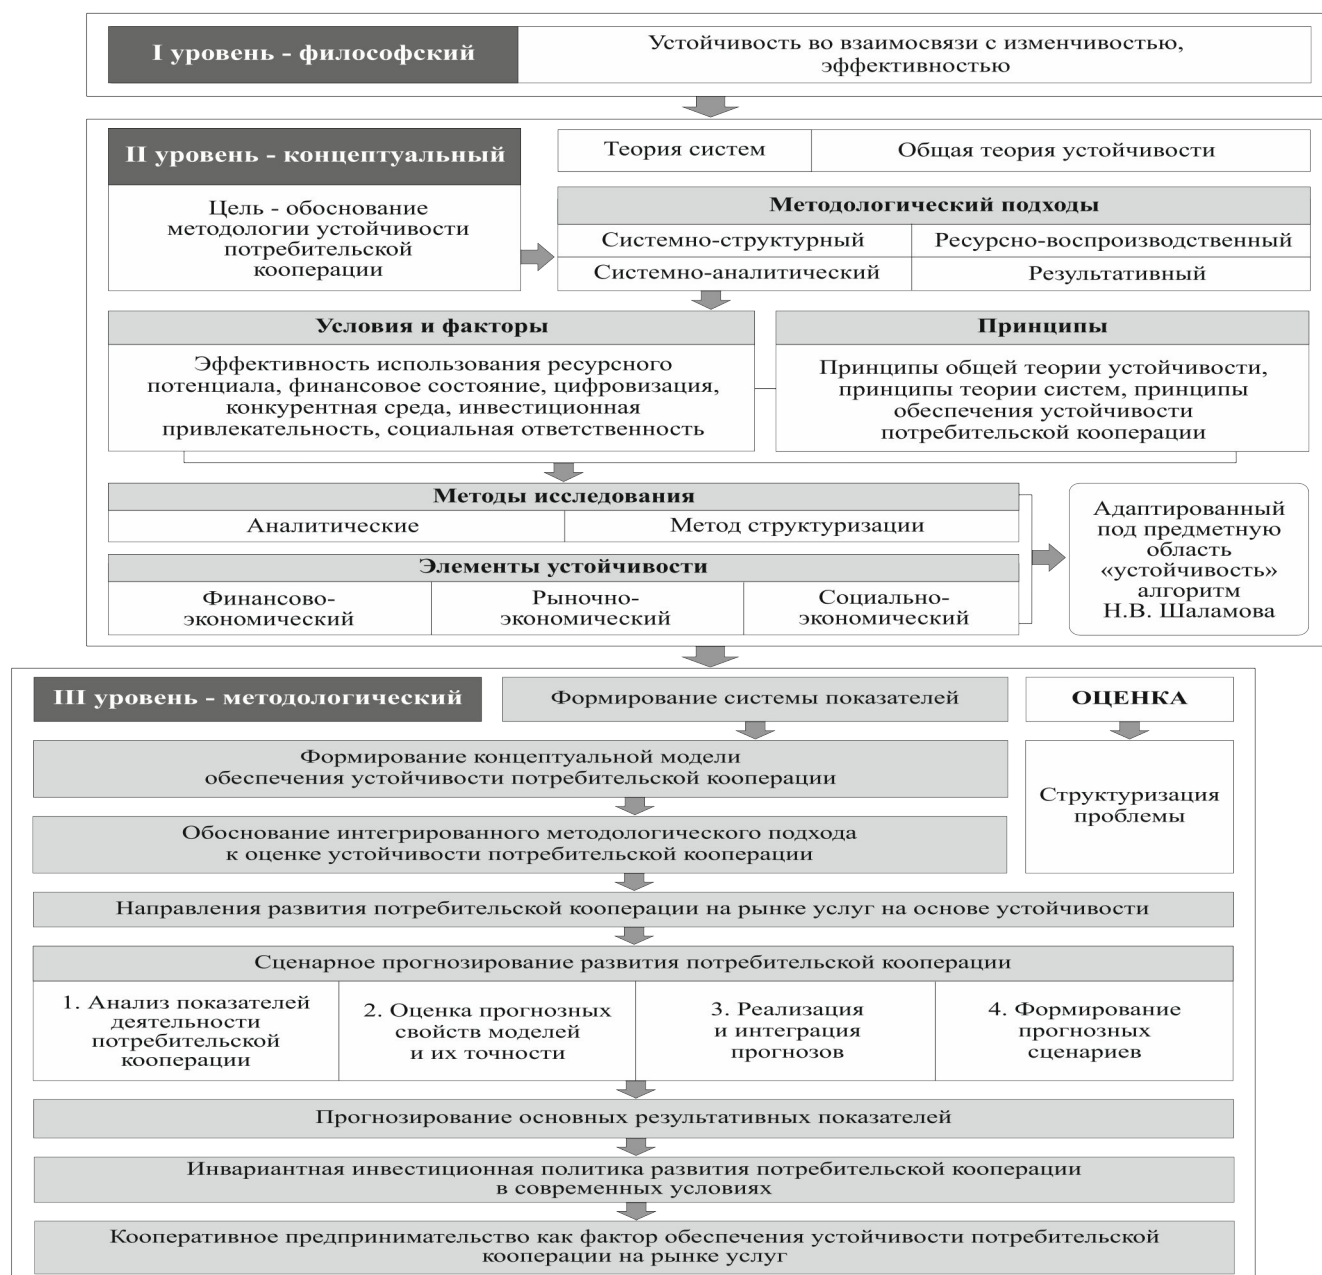 I уровень - философский
Устойчивость во взаимосвязи с изменчивостью,
эффективностью
II уровень - концептуальный
Теория систем
Общая теория устойчивости
Цель - обоснование
методологии устойчивости
потребительской
кооперации
Методологический подходы
Системно-структурный
Ресурсно-воспроизводственный
Системно-аналитический
Результативный
Условия и факторы
Эффективность использования ресурсного
потенциала, финансовое состояние, цифровизация,
конкурентная среда, инвестиционная
привлекательность, социальная ответственность
Принципы
Принципы общей теории устойчивости,
принципы теории систем, принципы
обеспечения устойчивости
потребительской кооперации
Методы исследования
Аналитические
Метод структуризации
Элементы устойчивости
Финансово-
экономический
Рыночно-
экономический
Социально-
экономический
Адаптированный
под предметную
область
«устойчивость»
алгоритм
Н.В. Шаламова
III уровень - методологический
Формирование системы показателей
ОЦЕНКА
Формирование концептуальной модели
обеспечения устойчивости потребительской кооперации
Структуризация
проблемы
Обоснование интегрированного методологического подхода
к оценке устойчивости потребительской кооперации
Направления развития потребительской кооперации на рынке услуг на основе устойчивости
Сценарное прогнозирование развития потребительской кооперации
1. Анализ показателей
деятельности
потребительской
кооперации
2. Оценка прогнозных
свойств моделей
и их точности
3. Реализация
и интеграция
прогнозов
4. Формирование
прогнозных
сценариев
Прогнозирование основных результативных показателей
Инвариантная инвестиционная политика развития потребительской кооперации
в современных условиях
Кооперативное предпринимательство как фактор обеспечения устойчивости потребительской
кооперации на рынке услуг